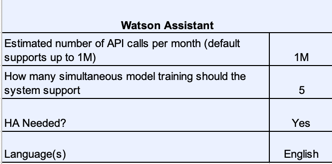 Watson Assistant
Estimated number of API calls per month (default
supports up to 1M)
1M
How many simultaneous model training should the
system support
5
HA Needed?
Yes
Language(s)
English